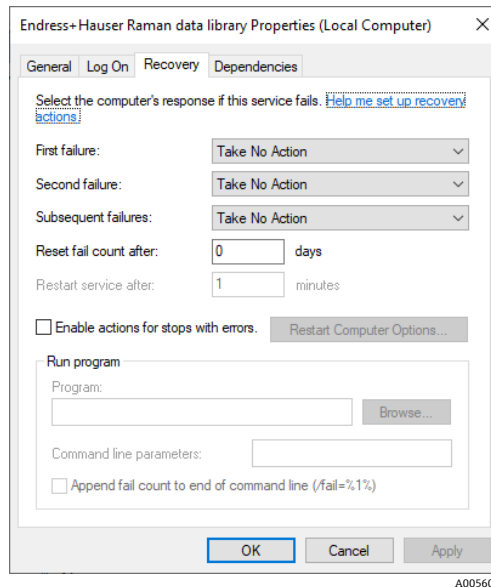 Endress+Hauser Raman data library Properties (Local Computer)
General Log On Recovery Dependencies
Select the computer's response if this service fails. Help me set up recovery
actions.
First failure: Take No Action
Second failure: Take No Action
Subsequent failures: Take No Action
Reset fail count after: 0 days
Restart service after: 1 minutes
Enable actions for stops with errors. Restart Computer Options...
Run program
Program:
Browse...
Command line parameters:
Append fail count to end of command line (/fail=%1%)
OK Cancel Apply
A00560